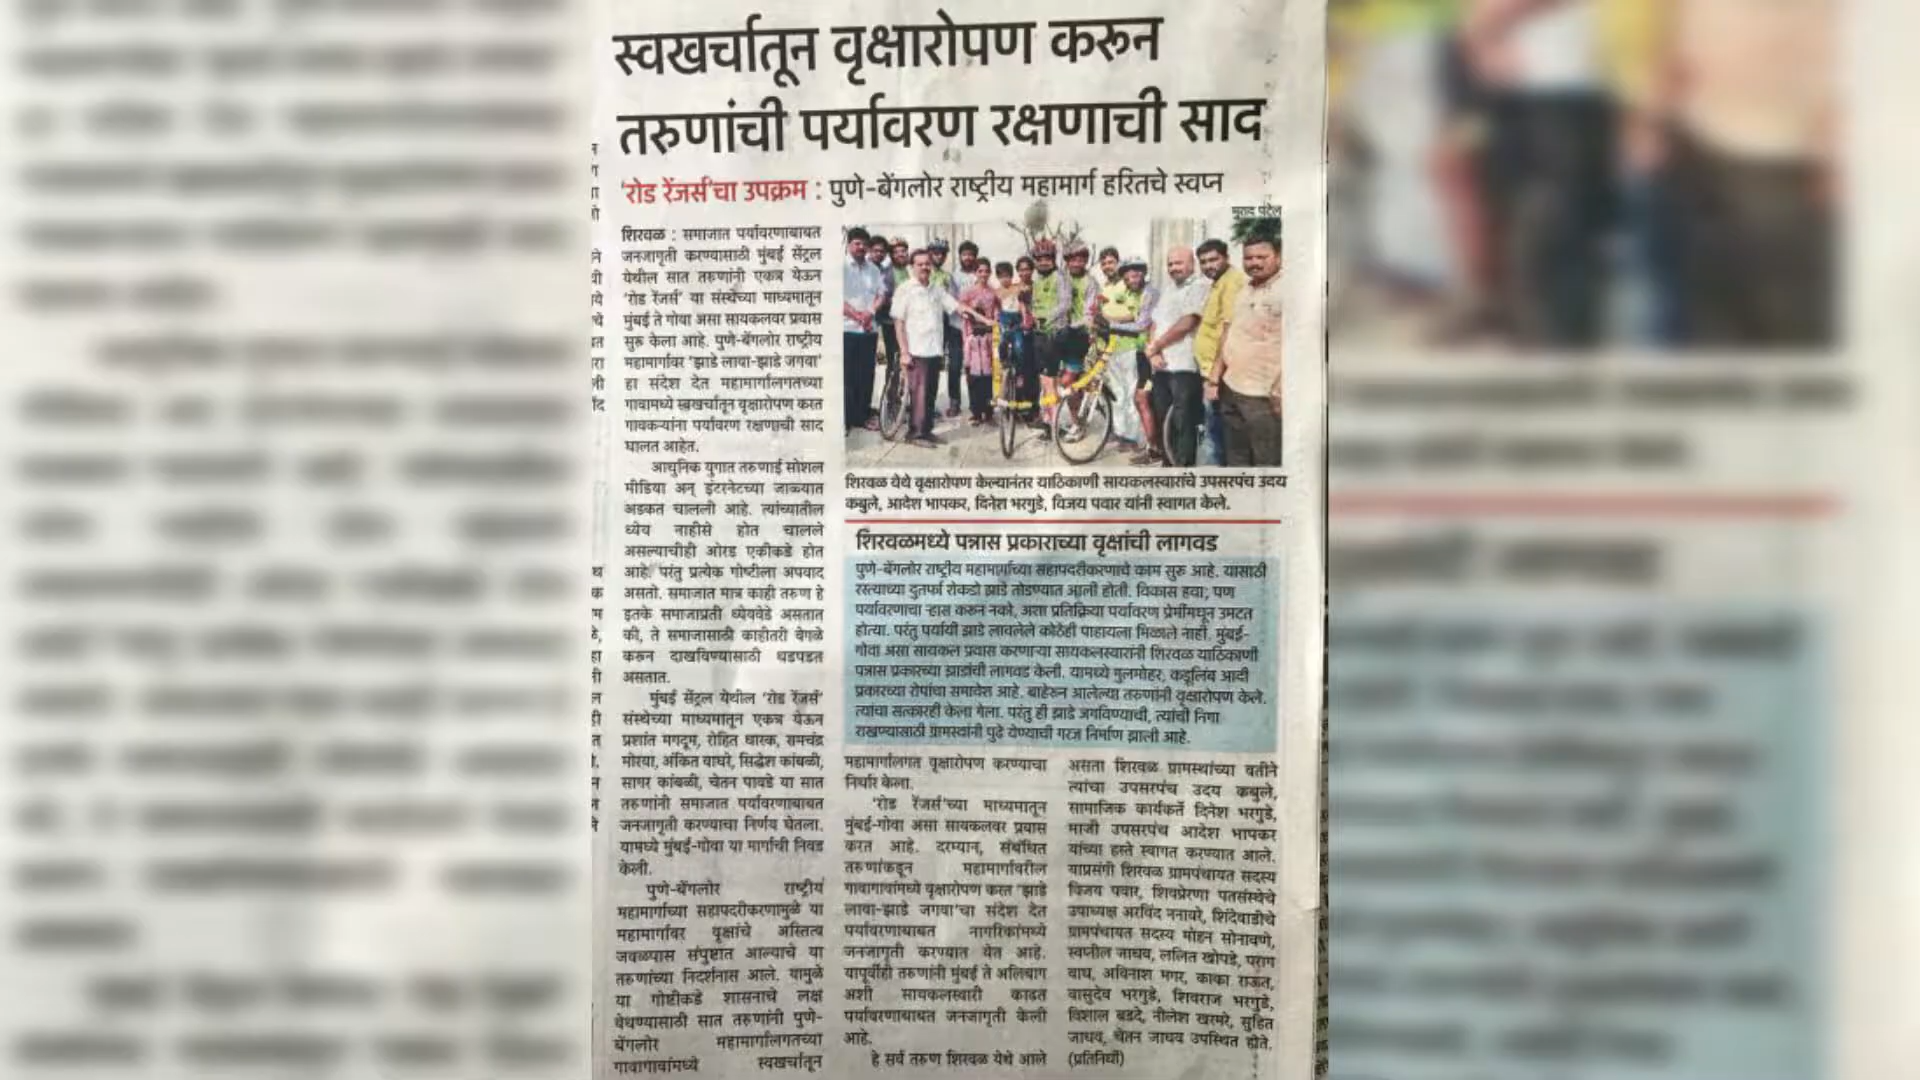 स्वखर्चातून वृक्षारोपण करून
तरुणांची पर्यावरण रक्षणाची साद
'रोड रेंजर्स'चा उपक्रम : पुणे-बेंगलोर राष्ट्रीय महामार्ग हरितचे स्वप्न
मुराद पटेल
शिरवळ : समाजात पर्यावरणाबाबत
जनजागृती करण्यासाठी मुंबई सेंट्रल
येथील सात तरुणांनी एकत्र येऊन
'रोड रेंजर्स' या संस्थेच्या माध्यमातून
मुंबई ते गोवा असा सायकलवर प्रवास
सुरू केला आहे. पुणे-बेंगलोर राष्ट्रीय
महामार्गावर 'झाडे लावा-झाडे जगवा'
हा संदेश देत महामार्गालगतच्या
गावामध्ये स्वखर्चातून वृक्षारोपण करत
गावकऱ्यांना पर्यावरण रक्षणाची साद
घालत आहेत.
आधुनिक युगात तरुणाई सोशल
मीडिया अन् इंटरनेटच्या जाळ्यात
अडकत चालली आहे. त्यांच्यातील
ध्येय नाहीसे होत चालले
असल्याचीही ओरड एकीकडे होत
आहे. परंतु प्रत्येक गोष्टीला अपवाद
असतो. समाजात मात्र काही तरुण हे
इतके समाजाप्रती ध्येयवेडे असतात
की, ते समाजासाठी काहीतरी वेगळे
करून दाखविण्यासाठी धडपडत
असतात.
मुंबई सेंट्रल येथील 'रोड रेंजर्स'
संस्थेच्या माध्यमातून एकत्र येऊन
प्रशांत मगदूम, रोहित धारक, रामचंद्र
मोरया, अंकित वाघरे, सिद्धेश कांबळी,
सागर कांबळी, चेतन पावडे या सात
तरुणांनी समाजात पर्यावरणाबाबत
जनजागृती करण्याचा निर्णय घेतला.
यामध्ये मुंबई-गोवा या मार्गाची निवड
केली.
पुणे-बेंगलोर राष्ट्रीय
महामार्गाच्या सहापदरीकरणामुळे या
महामार्गावर वृक्षांचे अस्तित्व
जवळपास संपुष्टात आल्याचे या
तरुणांच्या निदर्शनास आले. यामुळे
या गोष्टीकडे शासनाचे लक्ष
वेधण्यासाठी सात तरुणांनी पुणे-
बेंगलोर महामार्गालगतच्या
गावागावांमध्ये स्वखर्चातून
शिरवळ येथे वृक्षारोपण केल्यानंतर याठिकाणी सायकलस्वारांचे उपसरपंच उदय
कबुले, आदेश भापकर, दिनेश भरगुडे, विजय पवार यांनी स्वागत केले.
शिरवळमध्ये पन्नास प्रकाराच्या वृक्षांची लागवड
पुणे-बेंगलोर राष्ट्रीय महामार्गाच्या सहापदरीकरणाचे काम सुरू आहे. यासाठी
रस्त्याच्या दुतर्फा शेकडो झाडे तोडण्यात आली होती. विकास हवा; पण
पर्यावरणाचा ऱ्हास करून नको, अशा प्रतिक्रिया पर्यावरण प्रेमींमधून उमटत
होत्या. परंतु पर्यायी झाडे लावलेले कोठेही पाहायला मिळाले नाही. मुंबई-
गोवा असा सायकल प्रवास करणाऱ्या सायकलस्वारांनी शिरवळ याठिकाणी
पन्नास प्रकारच्या झाडांची लागवड केली. यामध्ये गुलमोहर, कडूलिंब आदी
प्रकारच्या रोपांचा समावेश आहे. बाहेरून आलेल्या तरुणांनी वृक्षारोपण केले.
त्यांचा सत्कारही केला गेला. परंतु ही झाडे जगविण्याची, त्यांची निगा
राखण्यासाठी ग्रामस्थांनी पुढे येण्याची गरज निर्माण झाली आहे.
महामार्गालगत वृक्षारोपण करण्याचा
निर्धार केला.
'रोड रेंजर्स'च्या माध्यमातून
मुंबई-गोवा असा सायकलवर प्रवास
करत आहे. दरम्यान, संबंधित
तरुणांकडून महामार्गावरील
गावागावांमध्ये वृक्षारोपण करत 'झाडे
लावा-झाडे जगवा'चा संदेश देत
पर्यावरणाबाबत नागरिकांमध्ये
जनजागृती करण्यात येत आहे.
यापूर्वीही तरुणांनी मुंबई ते अलिबाग
अशी सायकलस्वारी काढत
पर्यावरणाबाबत जनजागृती केली
आहे.
हे सर्व तरुण शिरवळ येथे आले
असता शिरवळ ग्रामस्थांच्या वतीने
त्यांचा उपसरपंच उदय कबुले,
सामाजिक कार्यकर्ते दिनेश भरगुडे,
माजी उपसरपंच आदेश भापकर
यांच्या हस्ते स्वागत करण्यात आले.
याप्रसंगी शिरवळ ग्रामपंचायत सदस्य
विजय पवार, शिवप्रेरणा पतसंस्थेचे
उपाध्यक्ष अरविंद ननावरे, शिंदेवाडीचे
ग्रामपंचायत सदस्य मोहन सोनावणे,
स्वप्नील जाधव, ललित खोपडे, पराग
वाघ, अविनाश मगर, काका राऊत,
वासुदेव भरगुडे, शिवराज भरगुडे,
विशाल बडदे, नीलेश खरमरे, सुहित
जाधव, चेतन जाधव उपस्थित होते.
(प्रतिनिधी)